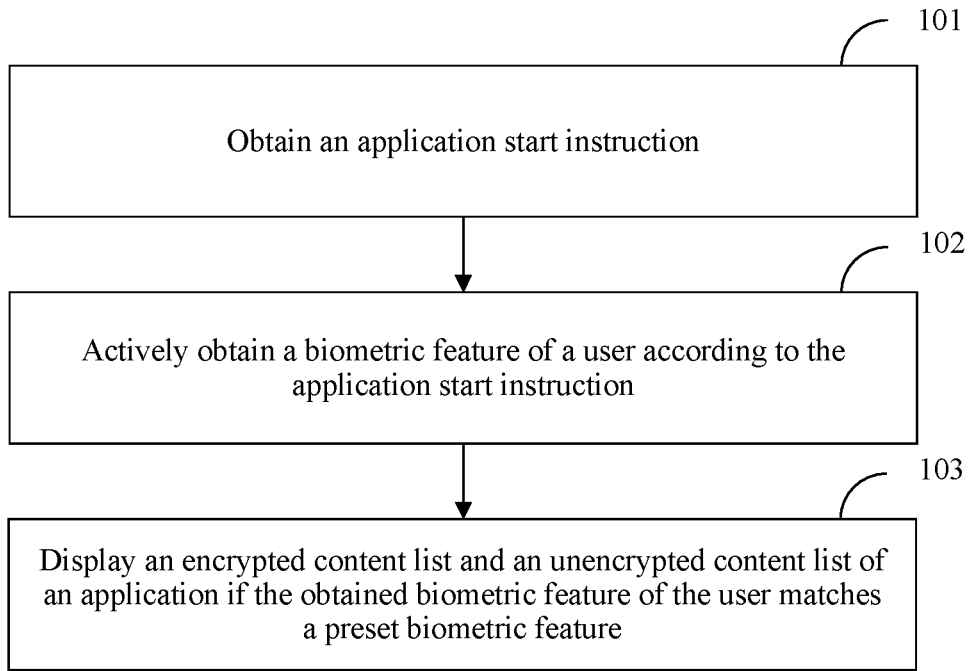 101
Obtain an application start instruction
102
Actively obtain a biometric feature of a user according to the
application start instruction
103
Display an encrypted content list and an unencrypted content list of
an application if the obtained biometric feature of the user matches
a preset biometric feature